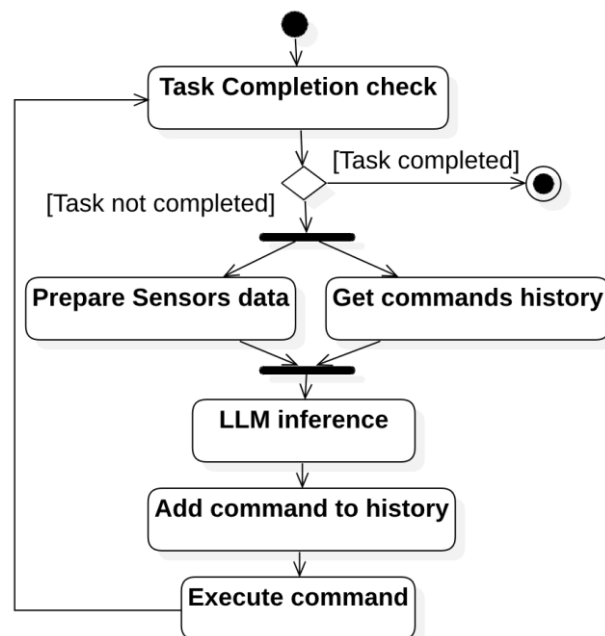 Task Completion check
[Task completed]
[Task not completed]
Prepare Sensors data
Get commands history
LLM inference
Add command to history
Execute command